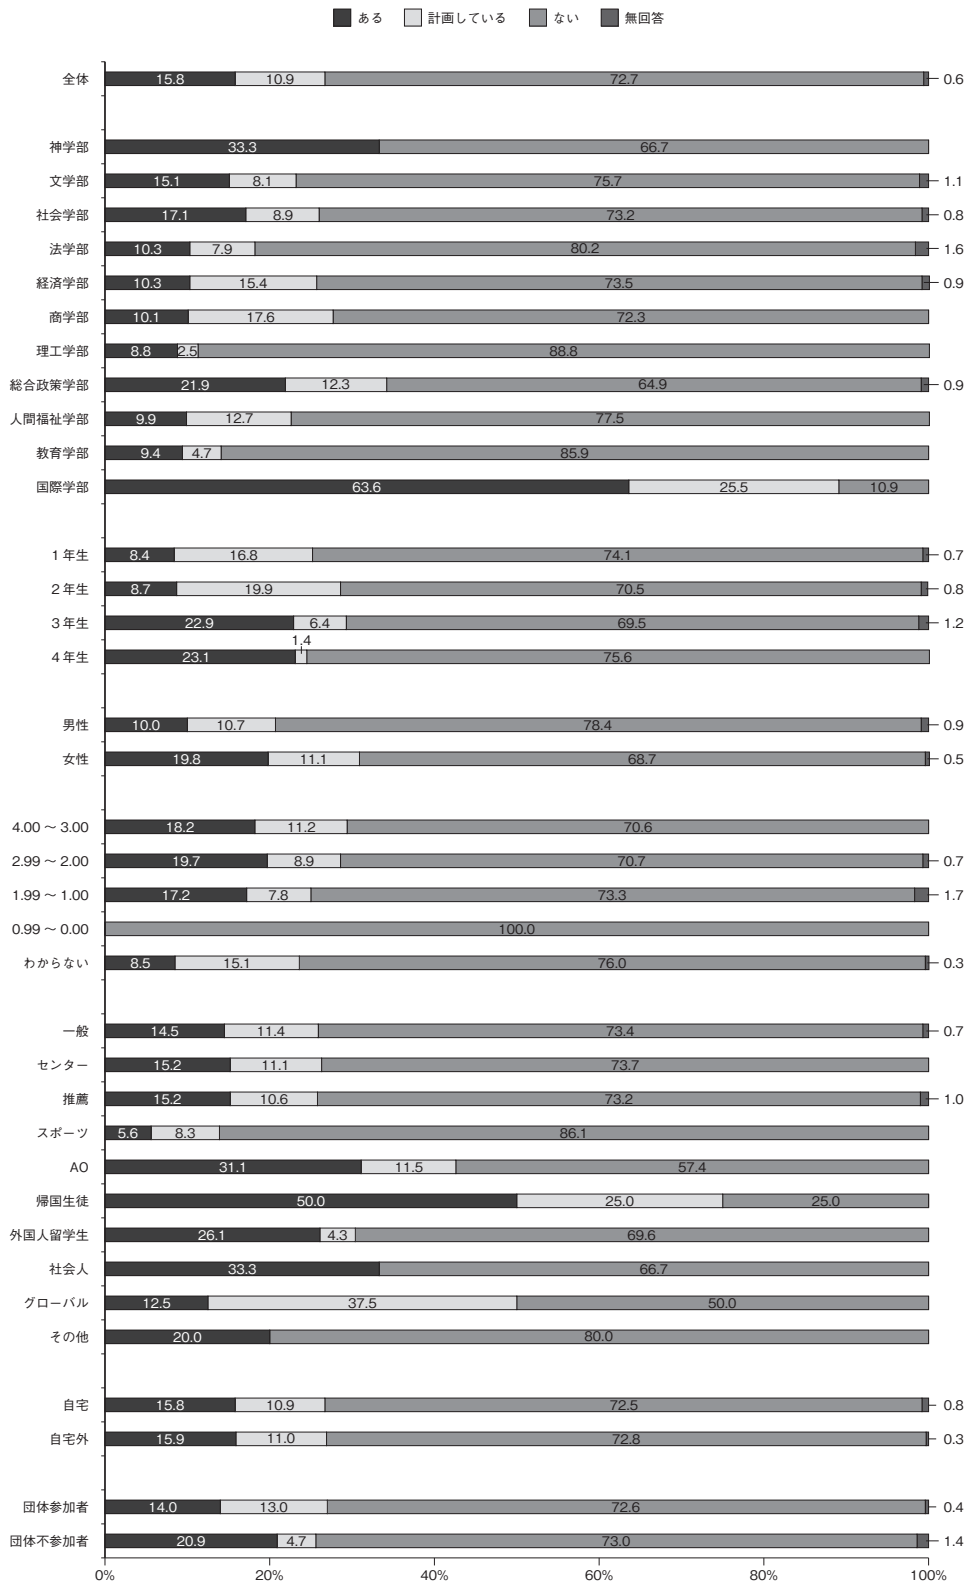 ある 計画している ない 無回答
全体 15.8 10.9 72.7 0.6
神学部 33.3 66.7
文学部 15.1 8.1 75.7 1.1
社会学部 17.1 8.9 73.2 0.8
法学部 10.3 7.9 80.2 1.6
経済学部 10.3 15.4 73.5 0.9
商学部 10.1 17.6 72.3
理工学部 8.8 2.5 88.8
総合政策学部 21.9 12.3 64.9 0.9
人間福祉学部 9.9 12.7 77.5
教育学部 9.4 4.7 85.9
国際学部 63.6 25.5 10.9
1年生 8.4 16.8 74.1 0.7
2年生 8.7 19.9 70.5 0.8
3年生 22.9 6.4 69.5 1.2
4年生 23.1 1.4 75.6
男性 10.0 10.7 78.4 0.9
女性 19.8 11.1 68.7 0.5
4.00～3.00 18.2 11.2 70.6
2.99～2.00 19.7 8.9 70.7 0.7
1.99～1.00 17.2 7.8 73.3 1.7
0.99～0.00 100.0
わからない 8.5 15.1 76.0 0.3
一般 14.5 11.4 73.4 0.7
センター 15.2 11.1 73.7
推薦 15.2 10.6 73.2 1.0
スポーツ 5.6 8.3 86.1
AO 31.1 11.5 57.4
帰国生徒 50.0 25.0 25.0
外国人留学生 26.1 4.3 69.6
社会人 33.3 66.7
グローバル 12.5 37.5 50.0
その他 20.0 80.0
自宅 15.8 10.9 72.5 0.8
自宅外 15.9 11.0 72.8 0.3
団体参加者 14.0 13.0 72.6 0.4
団体不参加者 20.9 4.7 73.0 1.4
0% 20% 40% 60% 80% 100%